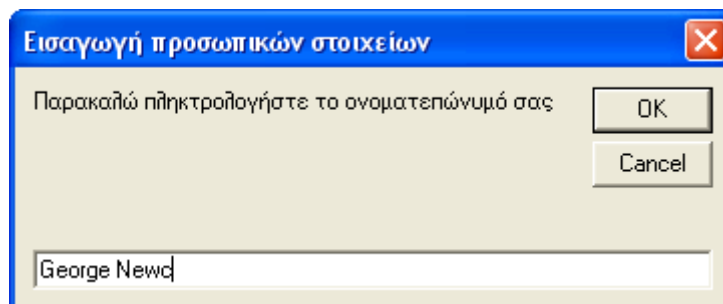 Εισαγωγή προσωπικών στοιχείων
Παρακαλώ πληκτρολογήστε το ονοματεπώνυμό σας
OK
Cancel
George Newc